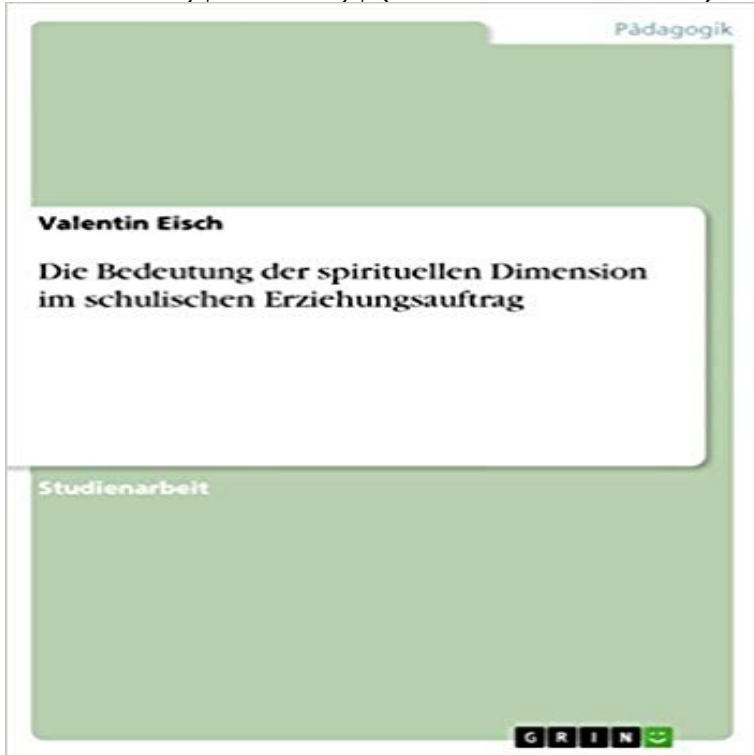 Pädagogik
Valentin Eisch
Die Bedeutung der spirituellen Dimension
im schulischen Erziehungsauftrag
Studienarbeit
GRIN